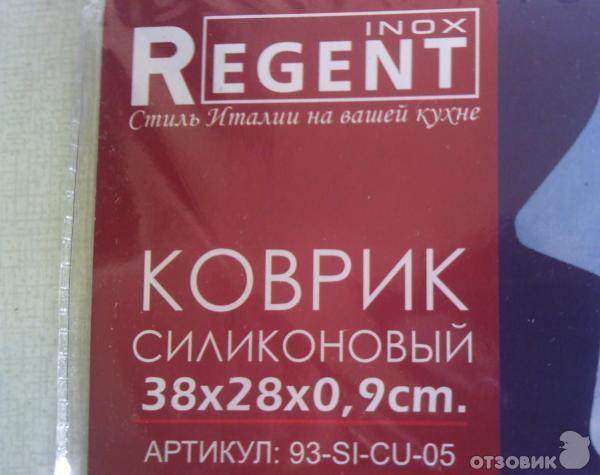 INOX
REGENT
Стиль Италии на вашей кухне
КОВРИК
СИЛИКОНОВЫЙ
38x28x0,9cm.
АРТИКУЛ: 93-SI-CU-05
ОТЗОВИК